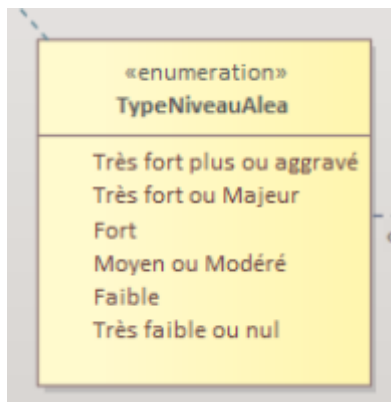 «enumeration»
TypeNiveauAlea
Très fort plus ou aggravé
Très fort ou Majeur
Fort
Moyen ou Modéré
Faible
Très faible ou nul